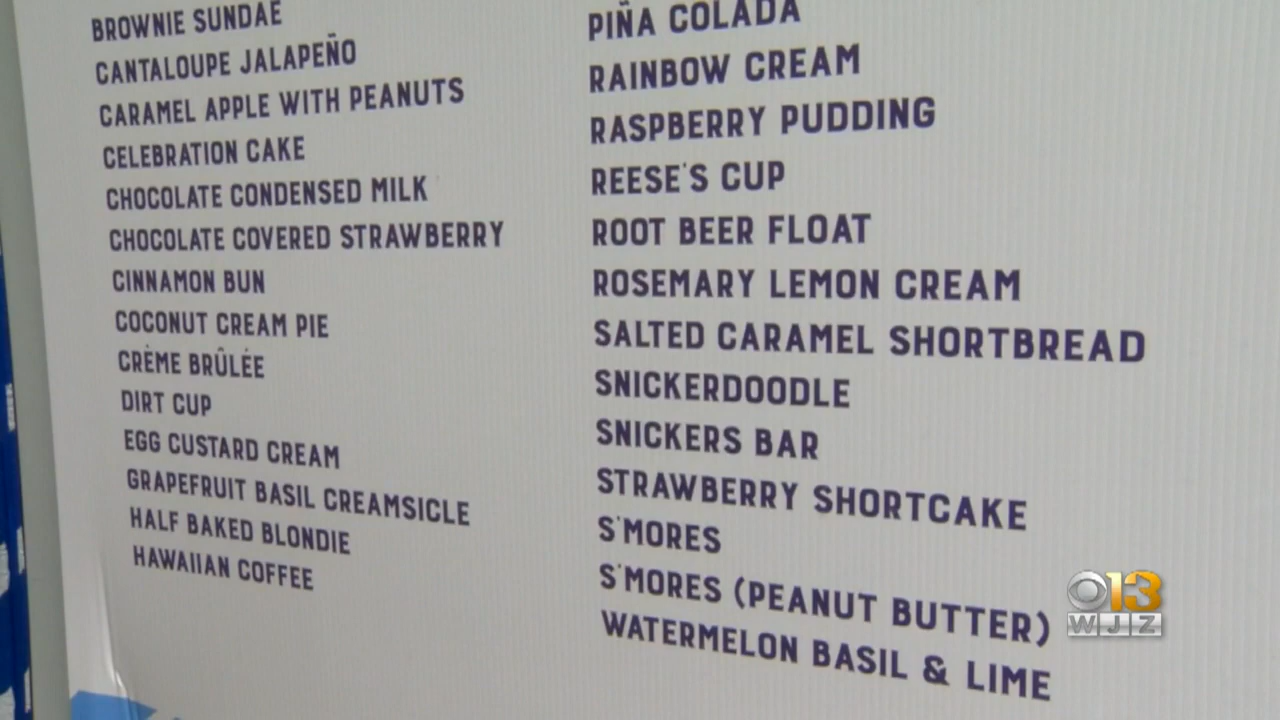 BROWNIE SUNDAE
CANTALOUPE JALAPEÑO
CARAMEL APPLE WITH PEANUTS
CELEBRATION CAKE
CHOCOLATE CONDENSED MILK
CHOCOLATE COVERED STRAWBERRY
CINNAMON BUN
COCONUT CREAM PIE
CRÈME BRÛLÉE
DIRT CUP
EGG CUSTARD CREAM
GRAPEFRUIT BASIL CREAMSICLE
HALF BAKED BLONDIE
HAWAIIAN COFFEE
PIÑA COLADA
RAINBOW CREAM
RASPBERRY PUDDING
REESE'S CUP
ROOT BEER FLOAT
ROSEMARY LEMON CREAM
SALTED CARAMEL SHORTBREAD
SNICKERDOODLE
SNICKERS BAR
STRAWBERRY SHORTCAKE
S'MORES
S'MORES (PEANUT BUTTER)
WATERMELON BASIL & LIME
13
WJZ